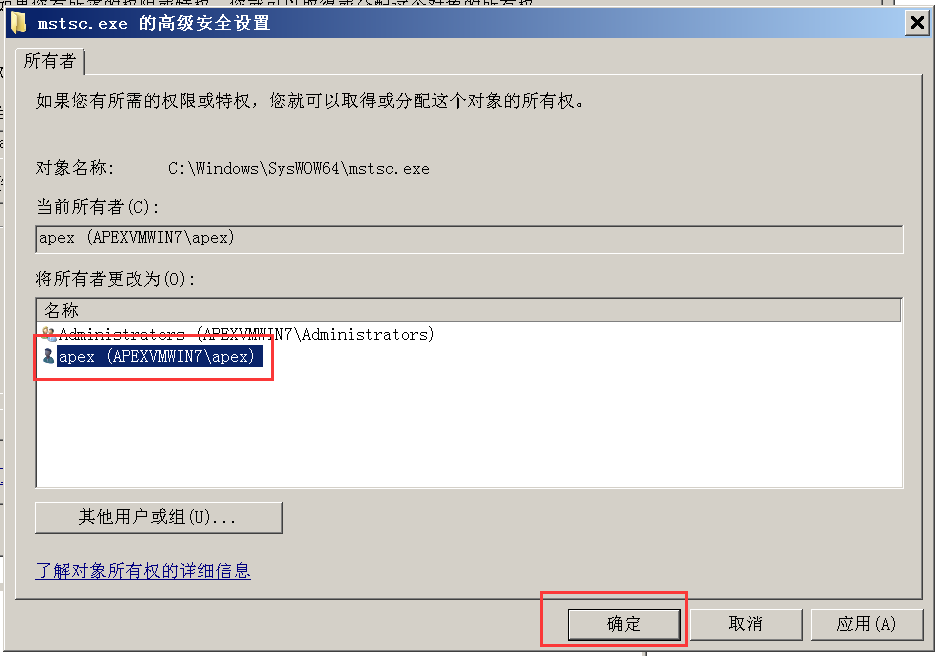 mstsc.exe 的高级安全设置
所有者
如果您有所需的权限或特权，您就可以取得或分配这个对象的所有权。
对象名称: C:\Windows\SysWOW64\mstsc.exe
当前所有者(C):
apex (APEXVMWIN7\apex)
将所有者更改为(O):
名称
Administrators (APEXVMWIN7\Administrators)
apex (APEXVMWIN7\apex)
其他用户或组(U)...
了解对象所有权的详细信息
确定 取消 应用(A)